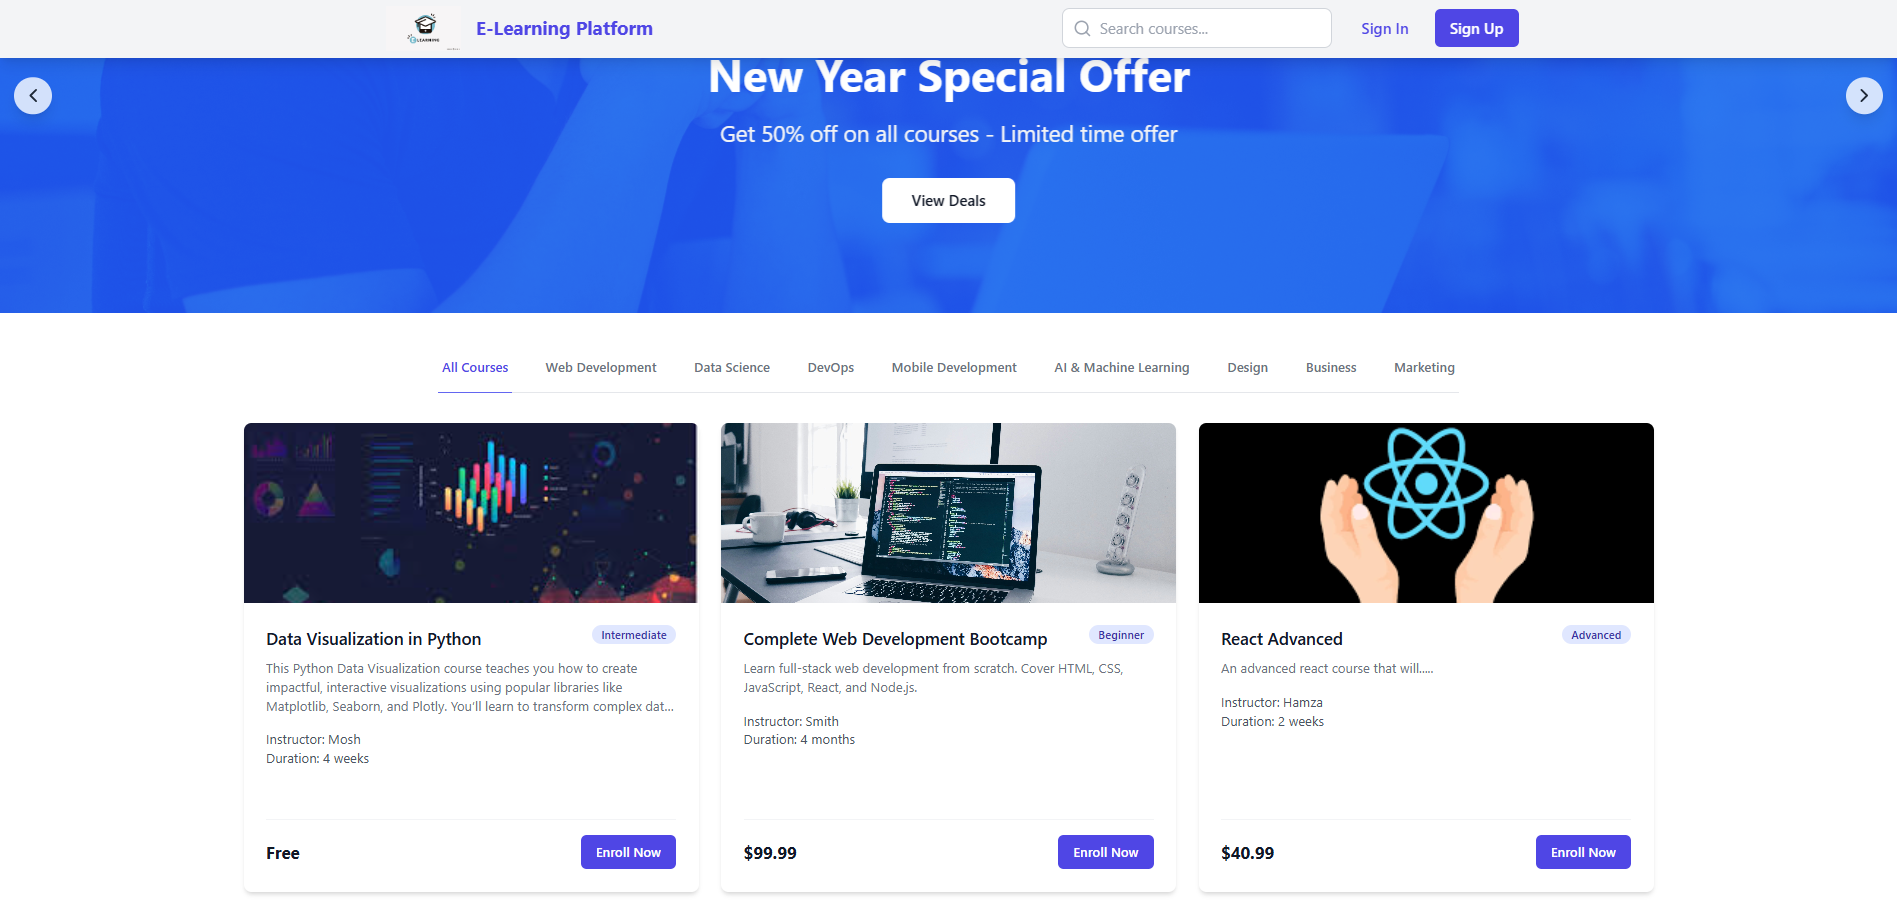 E-LEARNING
E-Learning Platform
Search courses...
Sign In
Sign Up
New Year Special Offer
Get 50% off on all courses - Limited time offer
View Deals
All Courses
Web Development
Data Science
DevOps
Mobile Development
AI & Machine Learning
Design
Business
Marketing
Data Visualization in Python
Intermediate
This Python Data Visualization course teaches you how to create
impactful, interactive visualizations using popular libraries like
Matplotlib, Seaborn, and Plotly. You'll learn to transform complex dat...
Instructor: Mosh
Duration: 4 weeks
Free
Enroll Now
Complete Web Development Bootcamp
Beginner
Learn full-stack web development from scratch. Cover HTML, CSS,
JavaScript, React, and Node.js.
Instructor: Smith
Duration: 4 months
$99.99
Enroll Now
React Advanced
Advanced
An advanced react course that will.....
Instructor: Hamza
Duration: 2 weeks
$40.99
Enroll Now